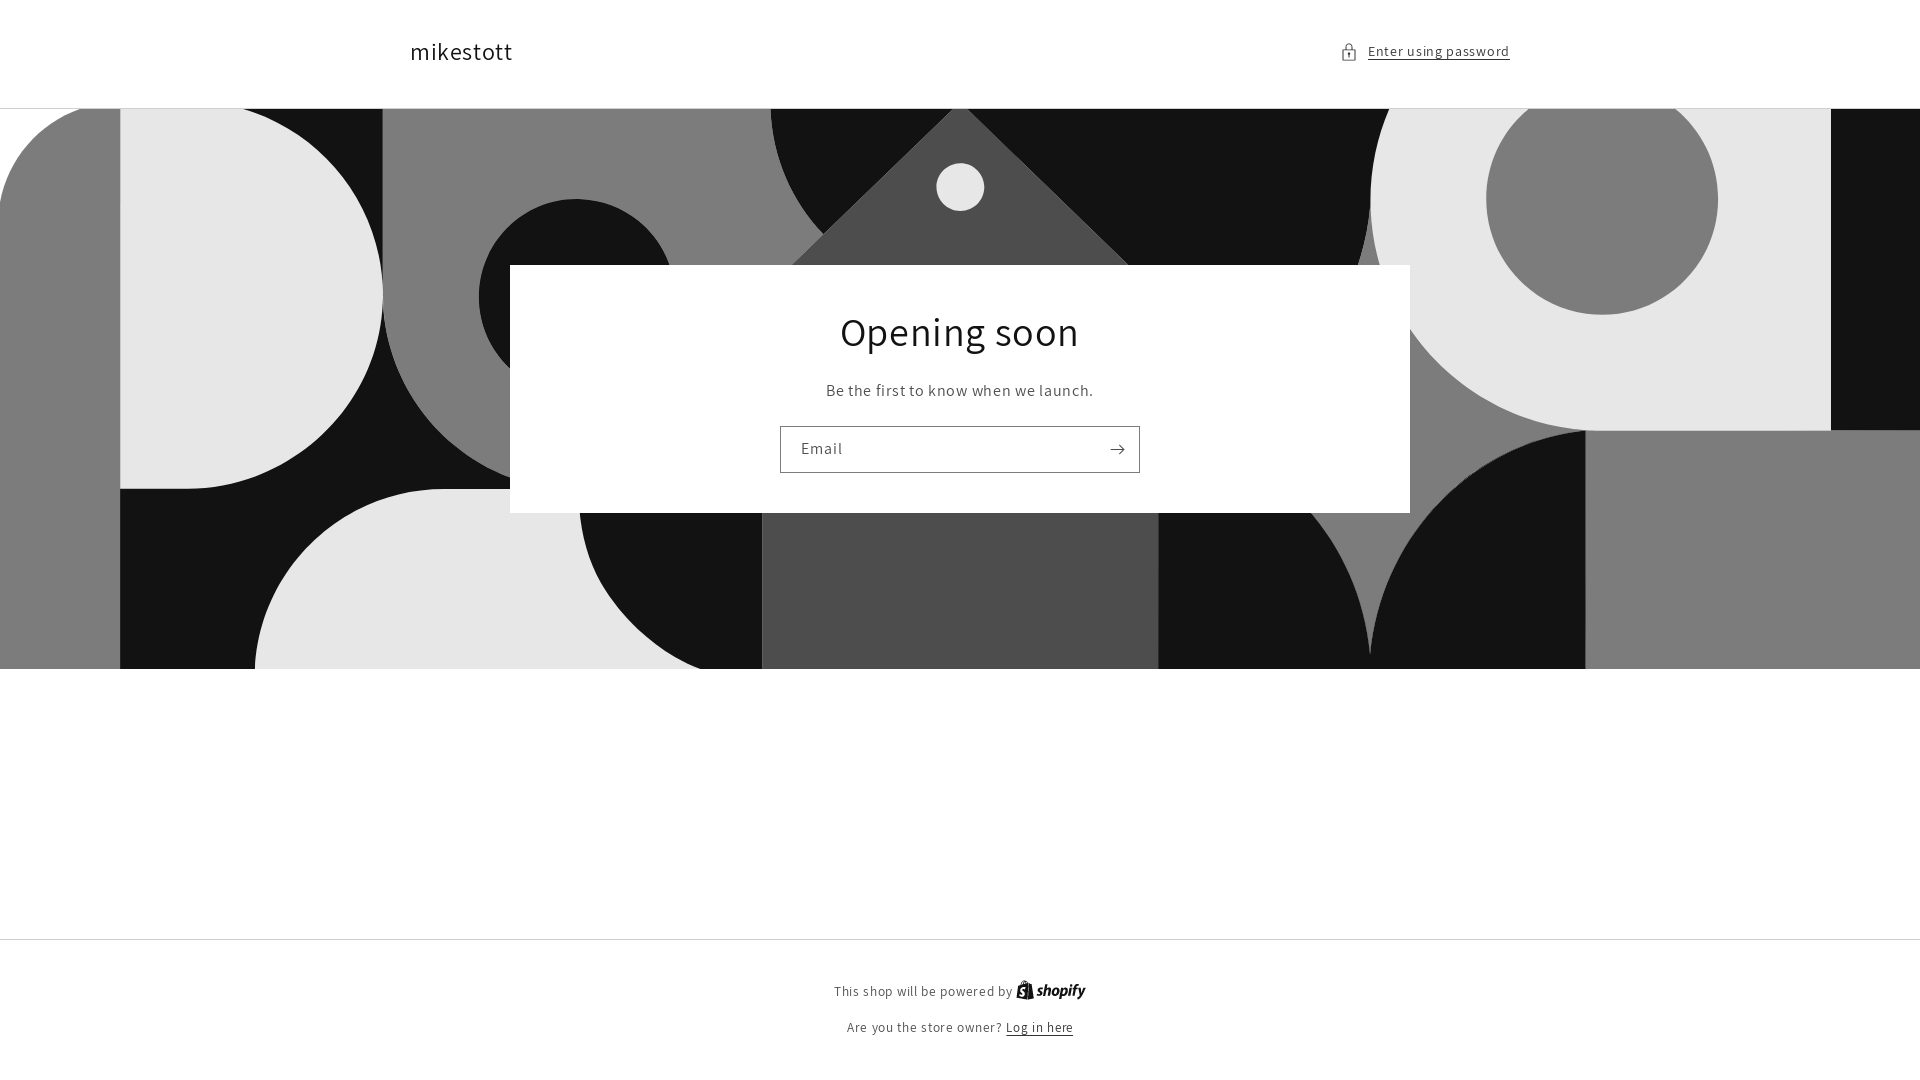 mikestott
Enter using password
Opening soon
Be the first to know when we launch.
Email
This shop will be powered by shopify
Are you the store owner? Log in here